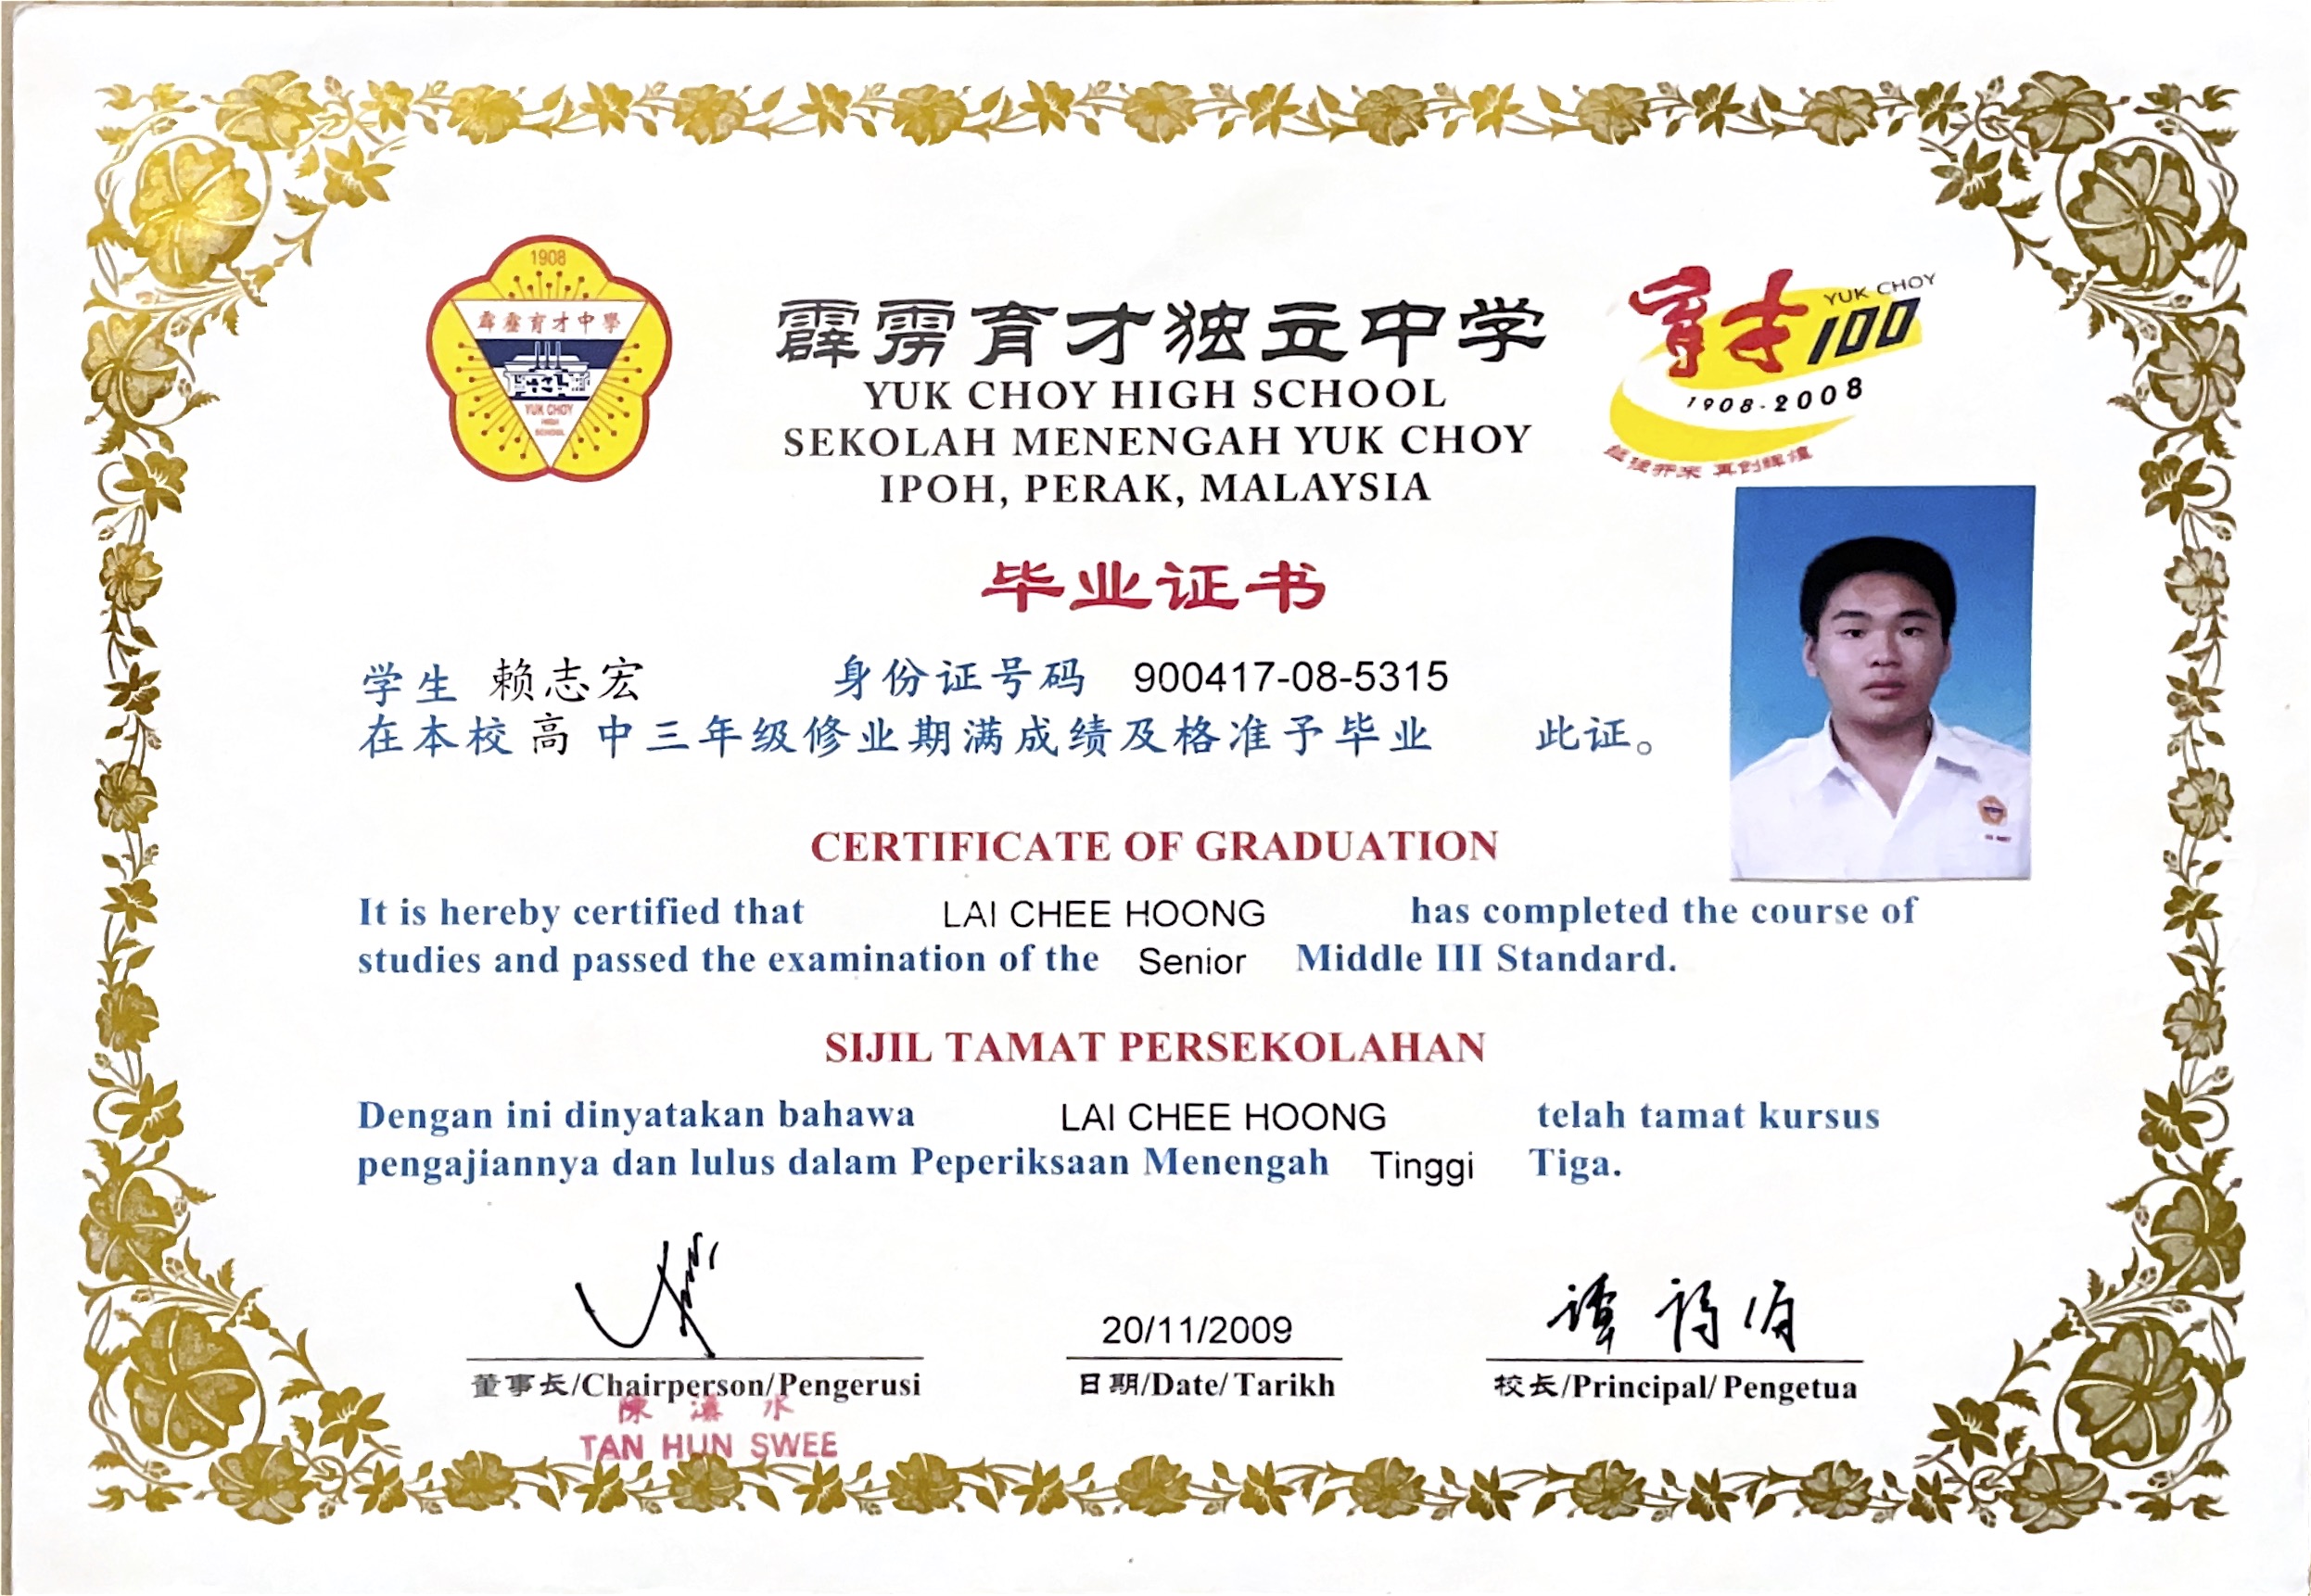 1908
霹靂育才中學
YUK CHOY
HIGH
SCHOOL
霹雳育才独立中学
YUK CHOY HIGH SCHOOL
SEKOLAH MENENGAH YUK CHOY
IPOH, PERAK, MALAYSIA
育才 100
YUK CHOY
1908-2008
毕业证书
学生 赖志宏 身份证号码 900417-08-5315
在本校 高 中三年级修业期满成绩及格准予毕业 此证。
CERTIFICATE OF GRADUATION
It is hereby certified that LAI CHEE HOONG has completed the course of
studies and passed the examination of the Senior Middle III Standard.
SIJIL TAMAT PERSEKOLAHAN
Dengan ini dinyatakan bahawa LAI CHEE HOONG telah tamat kursus
pengajiannya dan lulus dalam Peperiksaan Menengah Tinggi Tiga.
20/11/2009
董事长/Chairperson/Pengerusi 日期/Date/Tarikh 校长/Principal/Pengetua
TAN HUN SWEE